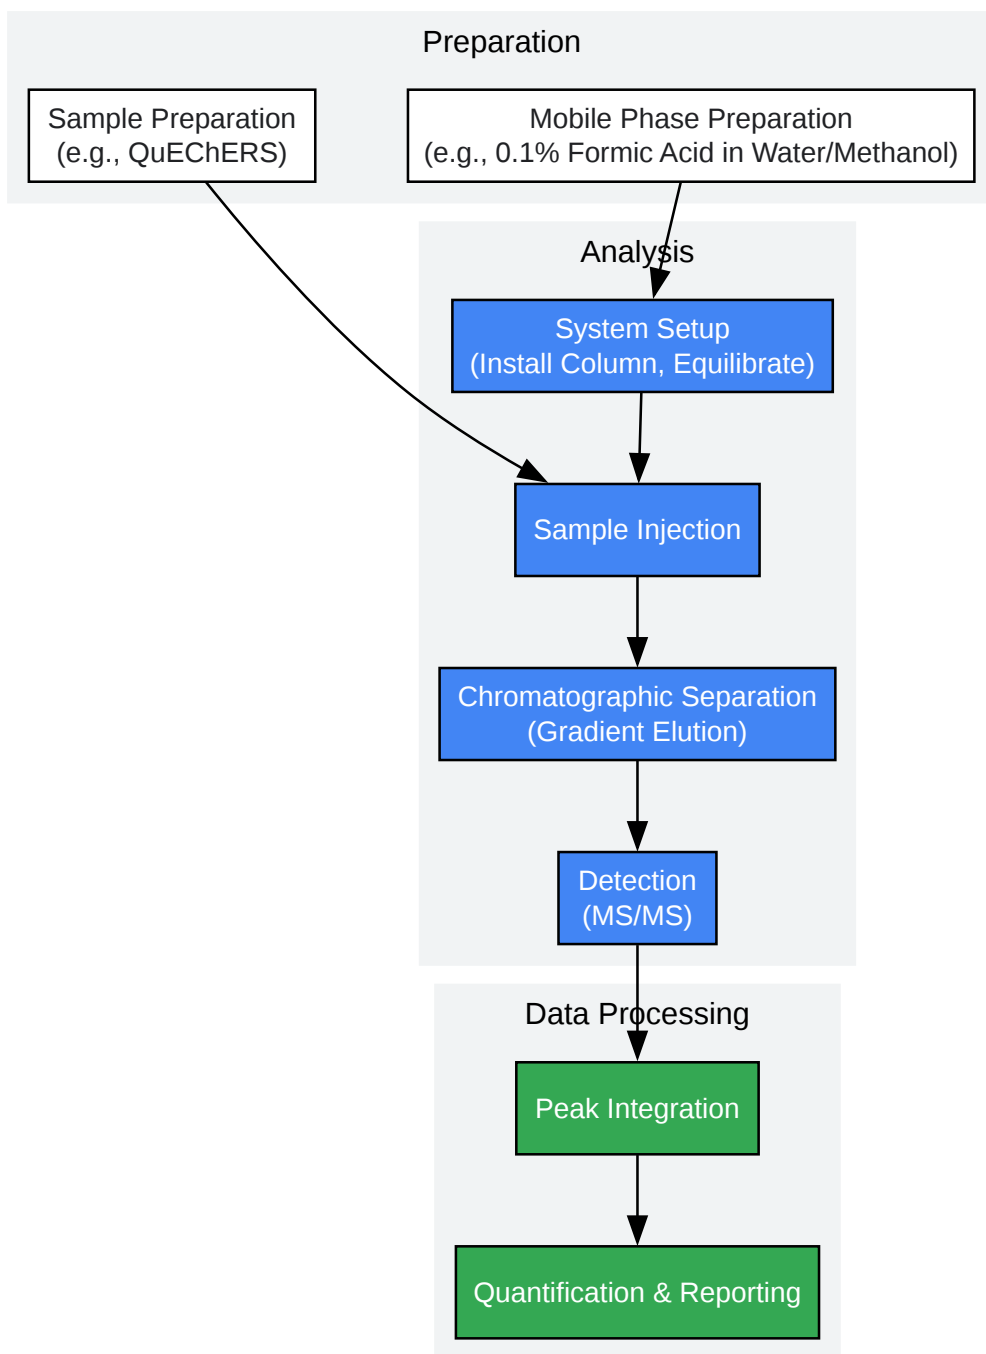 Preparation
Sample Preparation
(e.g., QuEChERS)
Mobile Phase Preparation
(e.g., 0.1% Formic Acid in Water/Methanol)
Analysis
System Setup
(Install Column, Equilibrate)
Sample Injection
Chromatographic Separation
(Gradient Elution)
Detection
(MS/MS)
Data Processing
Peak Integration
Quantification & Reporting